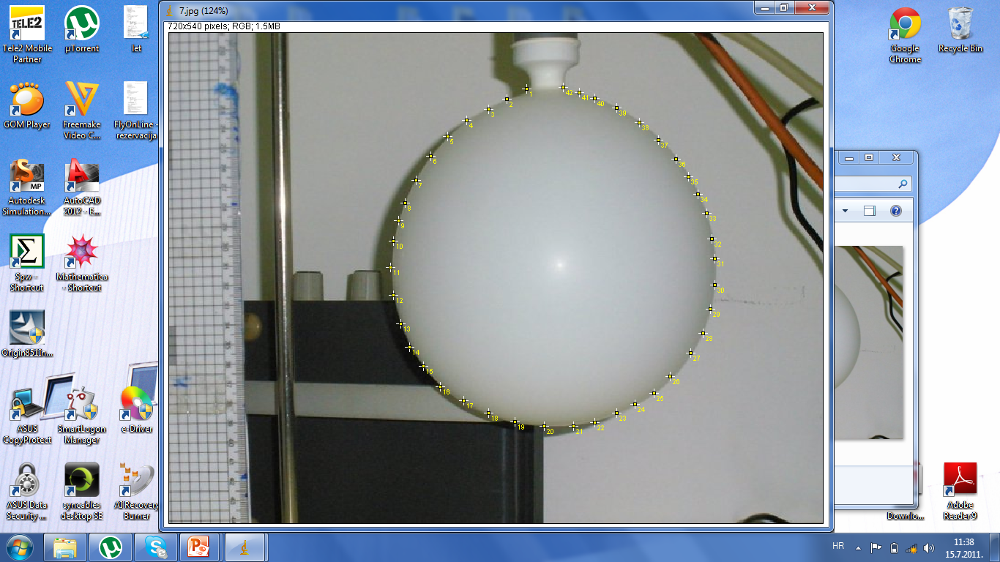 7.jpg (124%)
720x540 pixels; RGB; 1.5MB
TELE2
Tele2 Mobile
Partner
µTorrent
let
GOM Player
Freemake
Video C...
FlyOnLine -
rezervacija
MP
Autodesk
Simulation...
AutoCAD
2012 - E...
Spw -
Shortcut
Mathematica
- Shortcut
Origin85IIn...
ASUS
CopyProtect
SmartLogon
Manager
e-Driver
ASUS Data
Security ...
syncables
desktop SE
AI Recovery
Burner
Google
Chrome
Recycle Bin
Downlo...
Adobe
Reader 9
1
2
3
4
5
6
7
8
9
10
11
12
13
14
15
16
17
18
19
20
21
22
23
24
25
26
27
28
29
30
31
32
33
34
35
36
37
38
39
40
41
42
HR
11:38
15.7.2011.